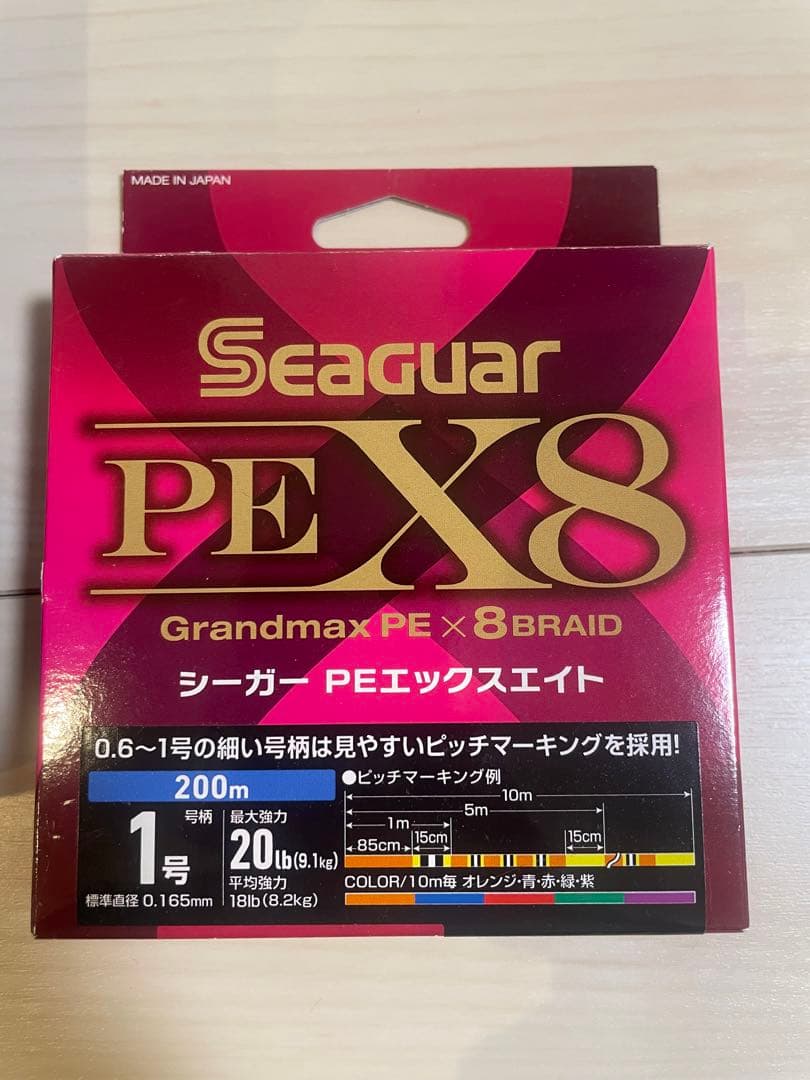 MADE IN JAPAN
SEaGUar
PEX8
Grandmax PE × 8BRAID
シーガー PEエックスエイト
0.6〜1号の細い号柄は見やすいピッチマーキングを採用!
200m
号柄
1号
標準直径 0.165mm
最大強力
20lb(9.1kg)
平均強力
18lb(8.2kg)
●ピッチマーキング例
10m
5m
1m
85cm
15cm
15cm
COLOR/10m毎 オレンジ・青・赤・緑・紫